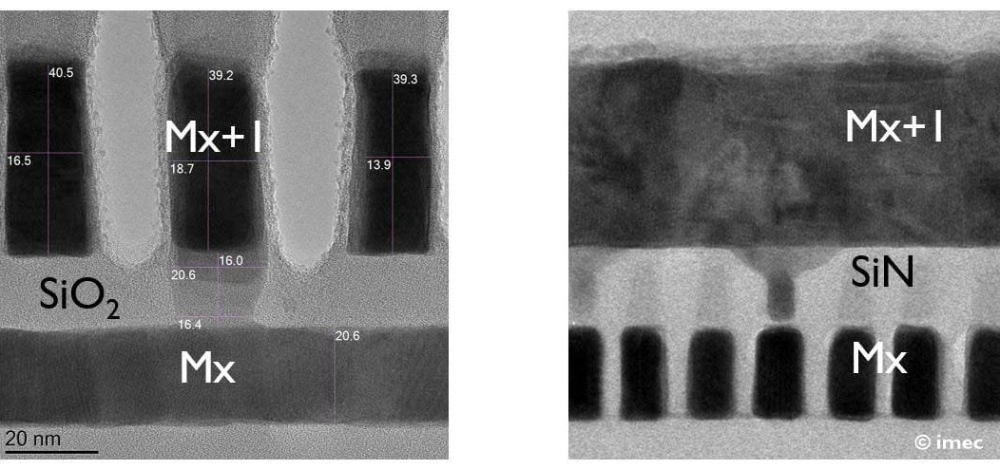 40.5
39.2
39.3
Mx+1
16.5
18.7
13.9
16.0
20.6
SiO₂
16.4
20.6
Mx
20 nm
Mx+1
SiN
Mx
© imec